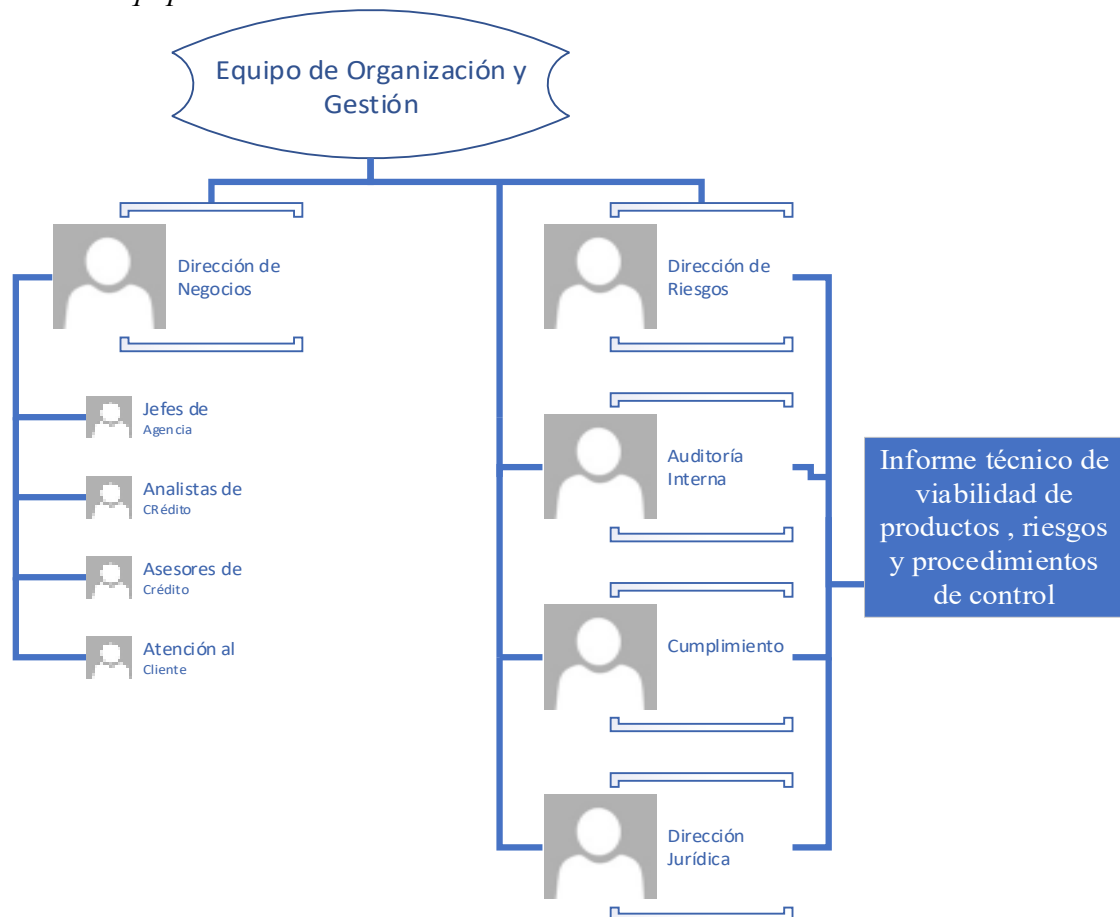 Equipo de Organización y
Gestión
Dirección de
Negocios
Jefes de
Agencia
Analistas de
CRédito
Asesores de
Crédito
Atención al
Cliente
Dirección de
Riesgos
Auditoría
Interna
Cumplimiento
Dirección
Jurídica
Informe técnico de
viabilidad de
productos , riesgos
y procedimientos
de control